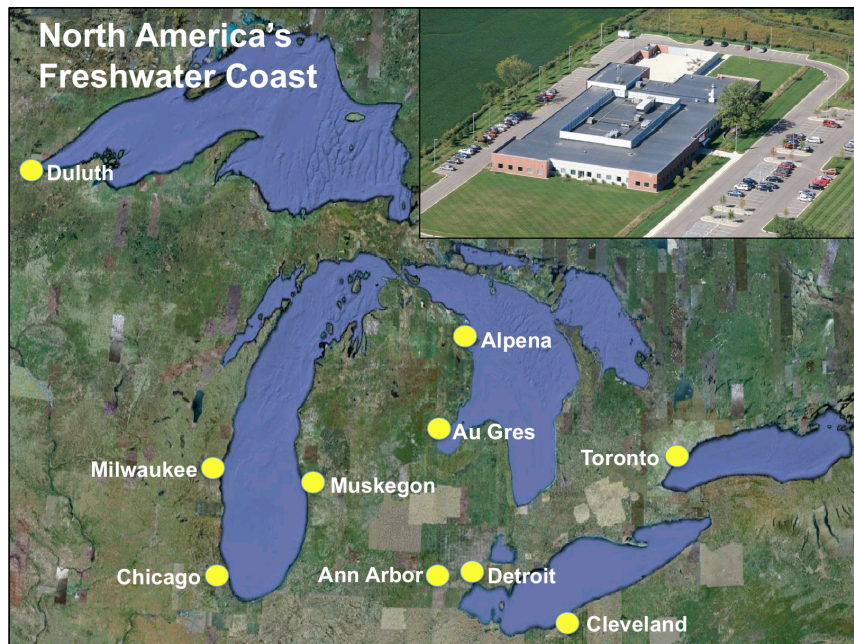 North America’s
Freshwater Coast
Duluth
Alpena
Au Gres
Toronto
Milwaukee
Muskegon
Chicago
Ann Arbor
Detroit
Cleveland